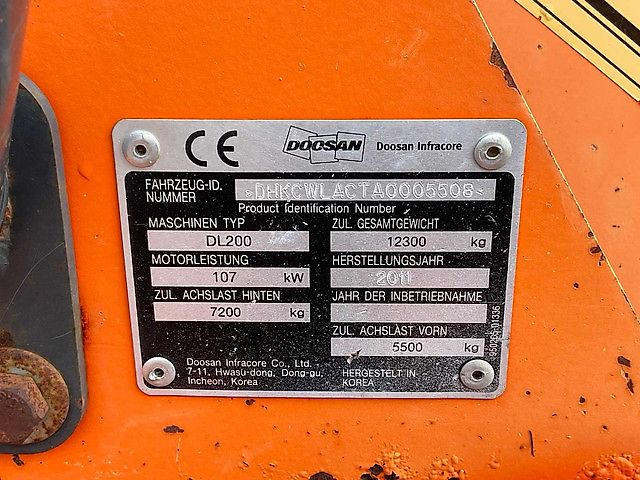 CE DOOSAN Doosan Infracore
FAHRZEUG-ID.
NUMMER
*DHKCWLACTA0005508*
Product Identification Number
MASCHINEN TYP
DL200
ZUL. GESAMTGEWICHT
12300 kg
MOTORLEISTUNG
107 kW
HERSTELLUNGSJAHR
2011
ZUL. ACHSLAST HINTEN
7200 kg
JAHR DER INBETRIEBNAHME
ZUL. ACHSLAST VORN
5500 kg
Doosan Infracore Co., Ltd.
7-11, Hwasu-dong, Dong-gu,
Incheon, Korea
HERGESTELLT IN
KOREA